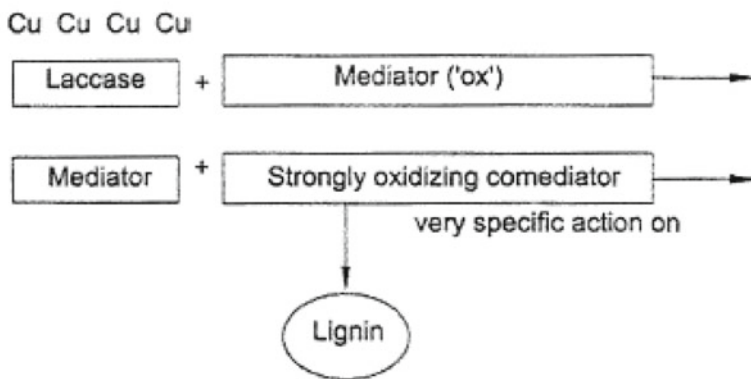 Cu Cu Cu Cu
Laccase + Mediator ('ox')
Mediator + Strongly oxidizing comediator
very specific action on
Lignin